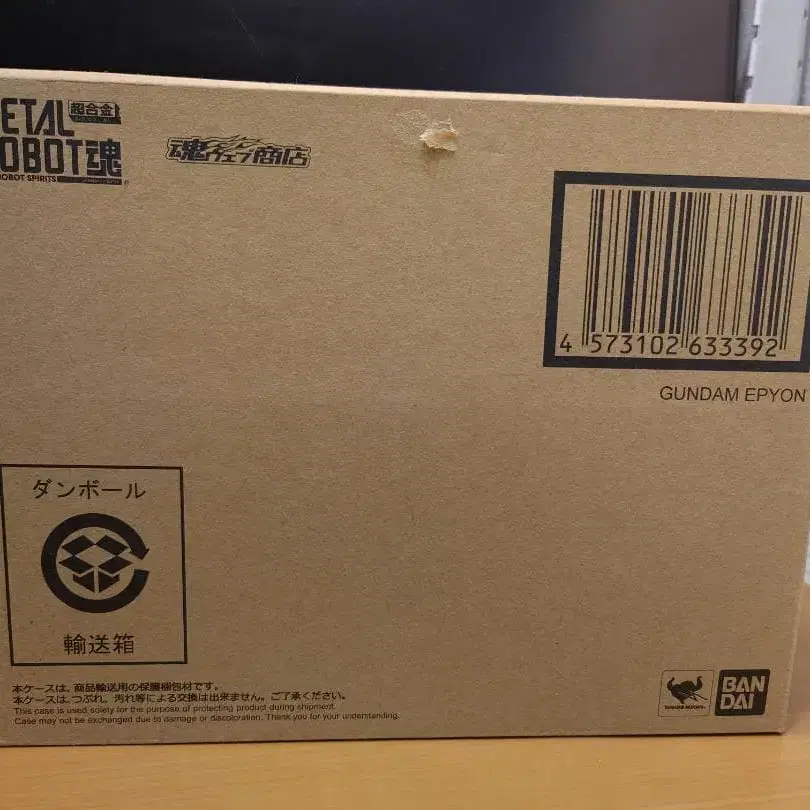 ETAL 超合金
OBOT魂
ROBOT SPIRITS
魂ウェブ商店
4 573102 633392
GUNDAM EPYON
ダンボール
輸送箱
本ケースは、商品輸送用の保護梱包材です。
本ケースは、つぶれ、汚れ等による交換は出来ません。ご了承ください。
This case is used solely for the purpose of protecting product during shipment.
Case may not be exchanged due to damage or discoloration. Thank you for your understanding.
BAN
DAI